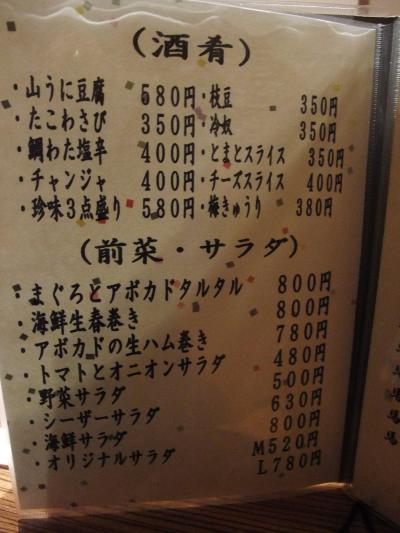 （酒肴）
・山うに豆腐 580円・枝豆 350円
・たこわさび 350円・冷奴 350円
・鯛わた塩辛 400円・とまとスライス 350円
・チャンジャ 400円・チーズスライス 400円
・珍味３点盛り 580円・梅きゅうり 380円
（前菜・サラダ）
・まぐろとアボカドタルタル 800円
・海鮮生春巻き 800円
・アボカドの生ハム巻き 780円
・トマトとオニオンサラダ 480円
・野菜サラダ 500円
・シーザーサラダ 630円
・海鮮サラダ 800円
・オリジナルサラダ M520円
L780円